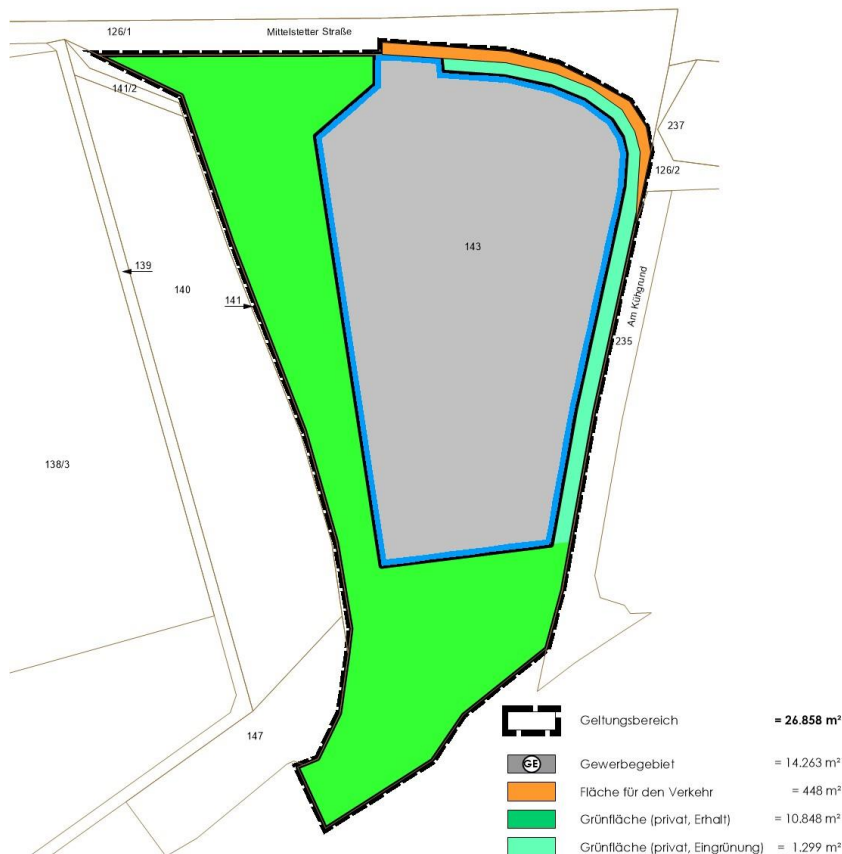 126/1
Mittelstetter Straße
141/2
237
126/2
143
139
140
141
Am Kühgrund
235
138/3
147
Geltungsbereich = 26.858 m²
GE Gewerbegebiet = 14.263 m²
Fläche für den Verkehr = 448 m²
Grünfläche (privat, Erhalt) = 10.848 m²
Grünfläche (privat, Eingrünung) = 1.299 m²